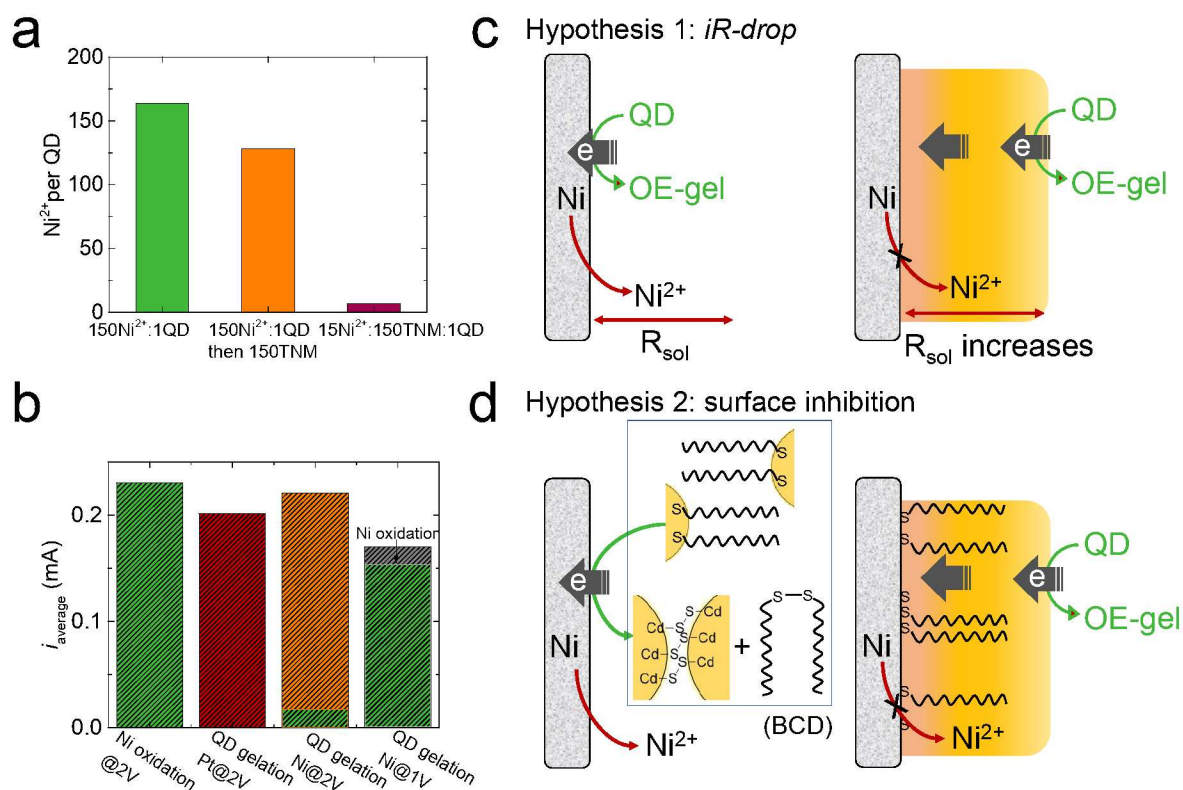 a
Ni²⁺per QD
200
150
100
50
0
150Ni²⁺:1QD
150Ni²⁺:1QD
then 150TNM
15Ni²⁺:150TNM:1QD
b
i_average (mA)
0.2
0.1
0.0
Ni oxidation
Ni oxidation
@2V
QD gelation
Pt@2V
QD gelation
Ni@2V
QD gelation
Ni@1V
c
Hypothesis 1: iR-drop
QD
e
OE-gel
Ni
Ni²⁺
R_sol
QD
e
OE-gel
Ni
Ni²⁺
R_sol increases
d
Hypothesis 2: surface inhibition
S
S
S
S
e
S
S
Cd
S
Cd
S
Cd
S
Cd
S
Cd
S
Cd
+
S
S
(BCD)
Ni
Ni²⁺
S
S
S
S
S
S
S
QD
e
OE-gel
Ni
Ni²⁺